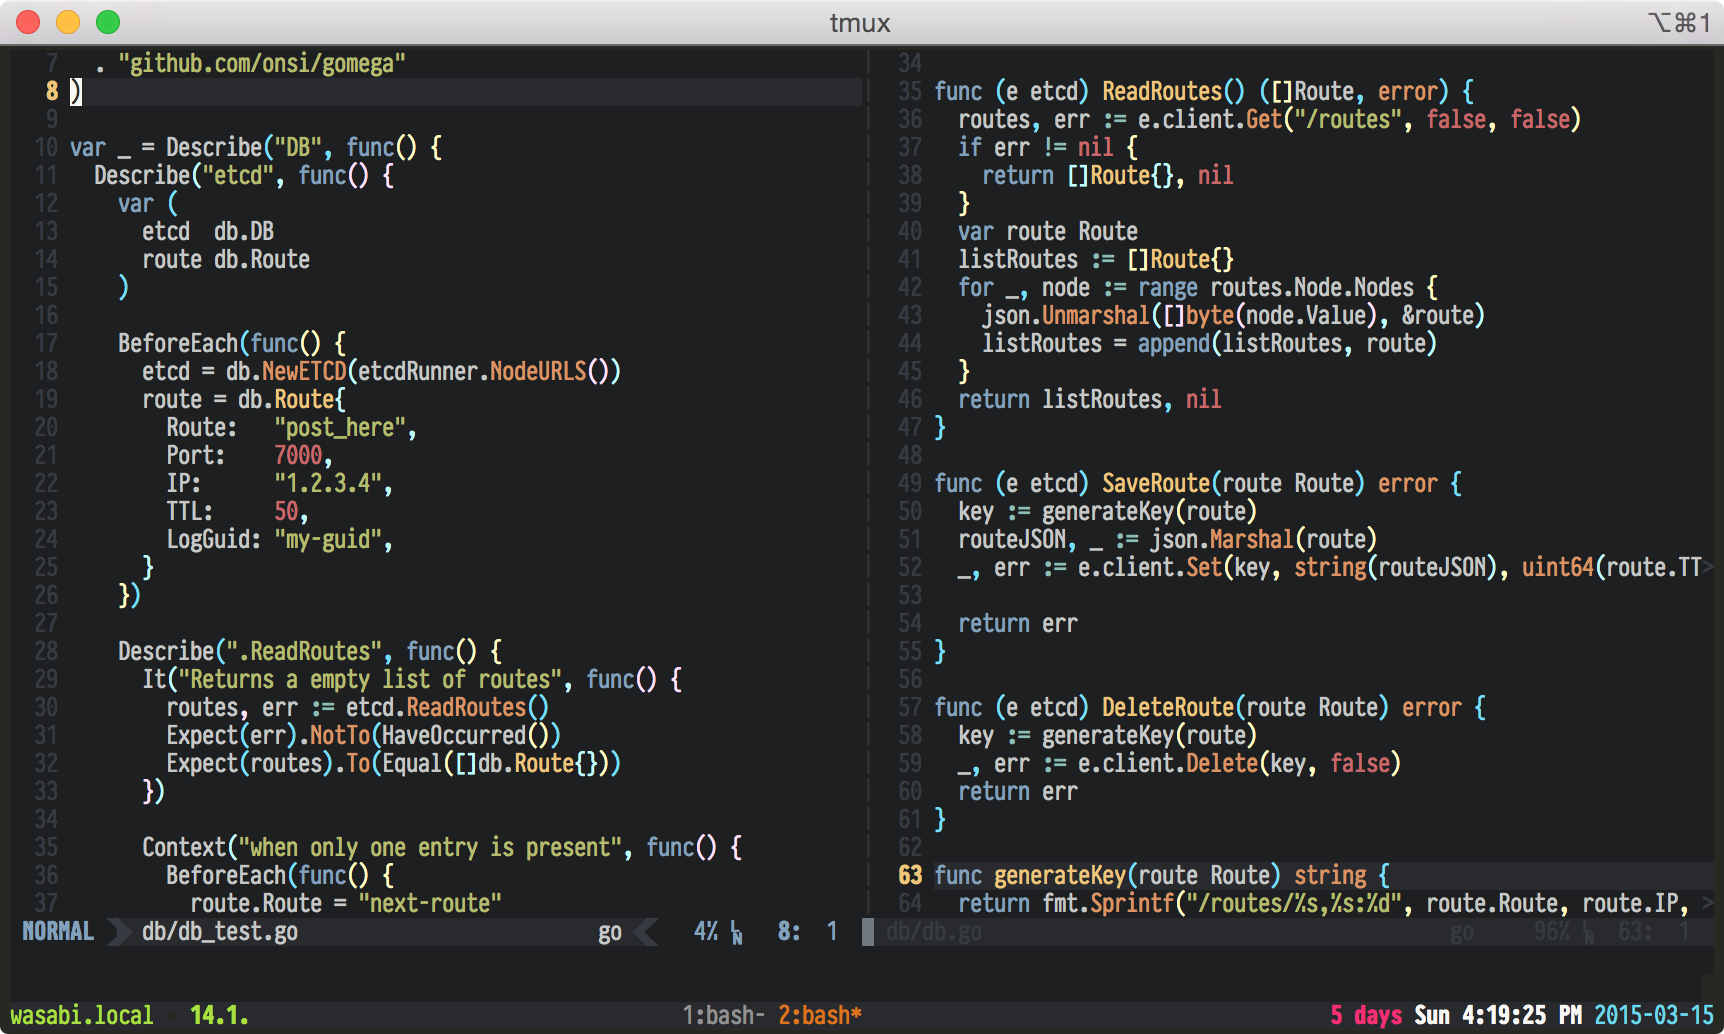 tmux ⌥⌘1
7   . "github.com/onsi/gomega"
8 )
9
10 var _ = Describe("DB", func() {
11   Describe("etcd", func() {
12     var (
13       etcd  db.DB
14       route db.Route
15     )
16
17     BeforeEach(func() {
18       etcd = db.NewETCD(etcdRunner.NodeURLS())
19       route = db.Route{
20         Route:   "post_here",
21         Port:    7000,
22         IP:      "1.2.3.4",
23         TTL:     50,
24         LogGuid: "my-guid",
25       }
26     })
27
28     Describe(".ReadRoutes", func() {
29       It("Returns a empty list of routes", func() {
30         routes, err := etcd.ReadRoutes()
31         Expect(err).NotTo(HaveOccurred())
32         Expect(routes).To(Equal([]db.Route{}))
33       })
34
35       Context("when only one entry is present", func() {
36         BeforeEach(func() {
37           route.Route = "next-route"
NORMAL db/db_test.go go 4% LN 8: 1
34
35 func (e etcd) ReadRoutes() ([]Route, error) {
36   routes, err := e.client.Get("/routes", false, false)
37   if err != nil {
38     return []Route{}, nil
39   }
40   var route Route
41   listRoutes := []Route{}
42   for _, node := range routes.Node.Nodes {
43     json.Unmarshal([]byte(node.Value), &route)
44     listRoutes = append(listRoutes, route)
45   }
46   return listRoutes, nil
47 }
48
49 func (e etcd) SaveRoute(route Route) error {
50   key := generateKey(route)
51   routeJSON, _ := json.Marshal(route)
52   _, err := e.client.Set(key, string(routeJSON), uint64(route.TT>
53
54   return err
55 }
56
57 func (e etcd) DeleteRoute(route Route) error {
58   key := generateKey(route)
59   _, err := e.client.Delete(key, false)
60   return err
61 }
62
63 func generateKey(route Route) string {
64   return fmt.Sprintf("/routes/%s,%s:%d", route.Route, route.IP, >
db/db.go go 96% LN 63: 1
wasabi.local 14.1. 1:bash- 2:bash* 5 days Sun 4:19:25 PM 2015-03-15